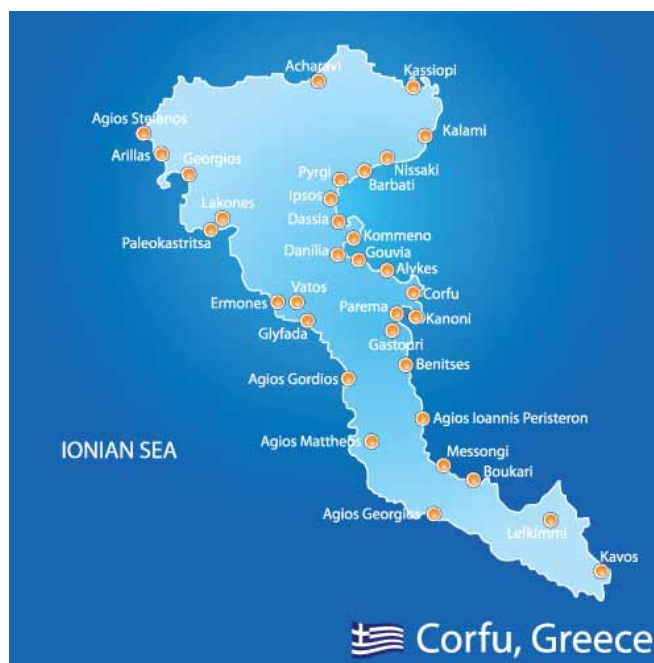 Acharavi
Kassiopi
Agios Stefanos
Kalami
Arillas
Georgios
Nissaki
Barbati
Pyrgi
Ipsos
Lakones
Dassia
Paleokastritsa
Kommeno
Danilia
Gouvia
Alykes
Corfu
Ermones
Vatos
Parema
Kanoni
Glyfada
Gastouri
Benitses
Agios Gordios
Agios Ioannis Peristeron
Agios Mattheos
IONIAN SEA
Messongi
Boukari
Agios Georgios
Lefkimmi
Kavos
Corfu, Greece